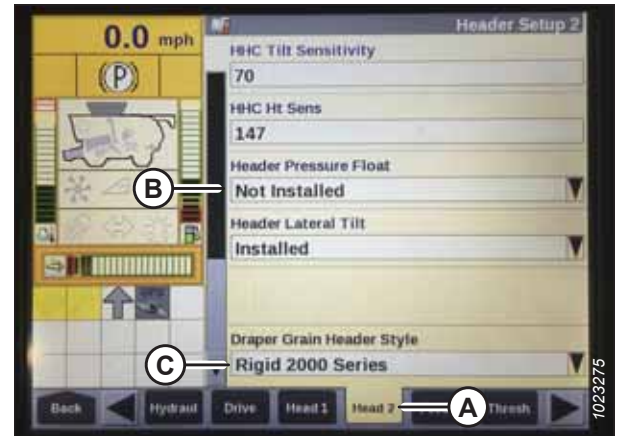 0.0 mph
Header Setup 2
(P)
HHC Tilt Sensitivity
70
HHC Ht Sens
147
Header Pressure Float
B
Not Installed
Header Lateral Tilt
Installed
Draper Grain Header Style
C
Rigid 2000 Series
Back
Hydraul
Drive
Head 1
Head 2
A
Thresh
1023275